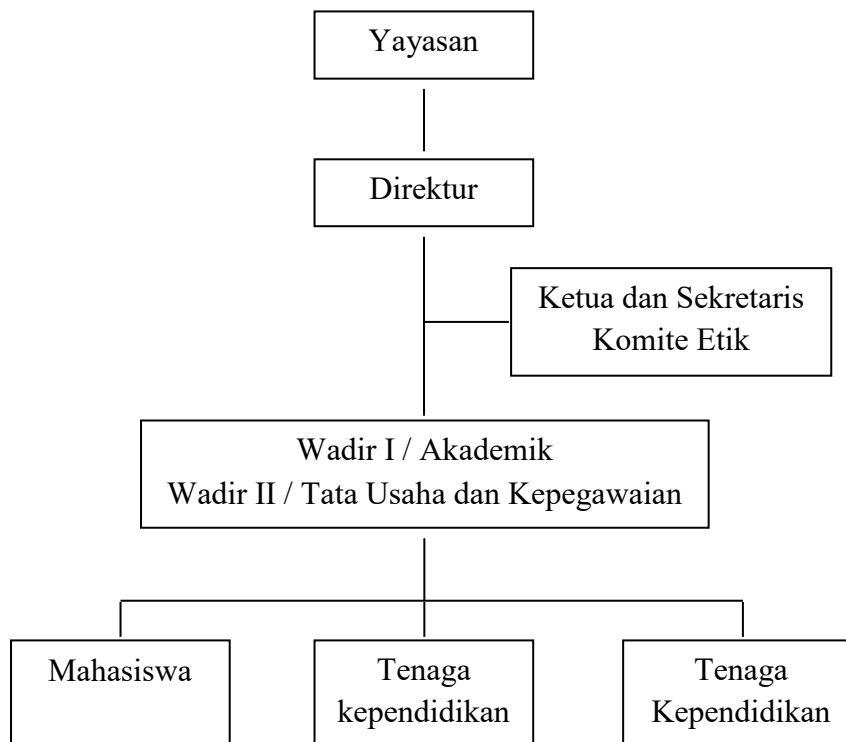 Yayasan
Direktur
Ketua dan Sekretaris
Komite Etik
Wadir I / Akademik
Wadir II / Tata Usaha dan Kepegawaian
Mahasiswa
Tenaga
kependidikan
Tenaga
Kependidikan